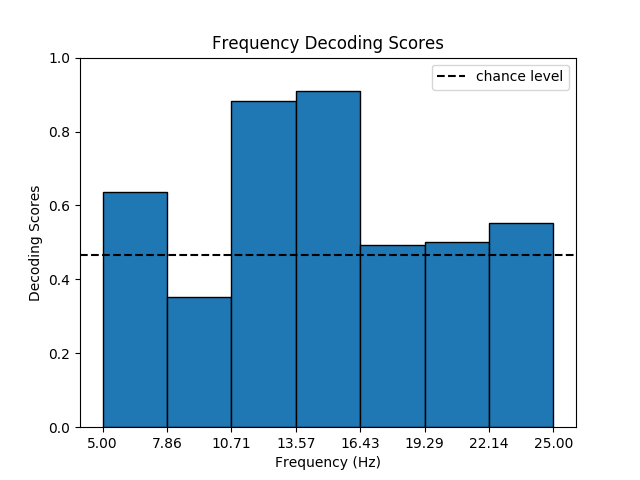 Frequency Decoding Scores
chance level
1.0
0.8
0.6
0.4
0.2
0.0
Decoding Scores
5.00 7.86 10.71 13.57 16.43 19.29 22.14 25.00
Frequency (Hz)